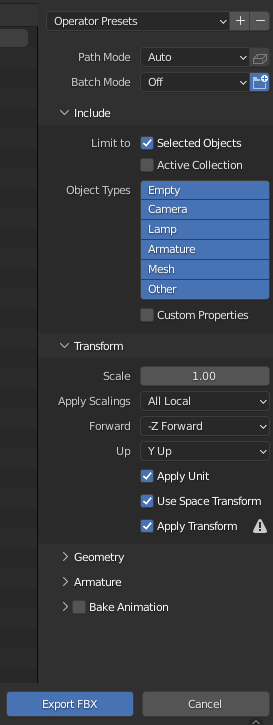 Operator Presets
Path Mode Auto
Batch Mode Off
Include
Limit to Selected Objects
Active Collection
Object Types Empty
Camera
Lamp
Armature
Mesh
Other
Custom Properties
Transform
Scale 1.00
Apply Scalings All Local
Forward -Z Forward
Up Y Up
Apply Unit
Use Space Transform
Apply Transform
Geometry
Armature
Bake Animation
Export FBX Cancel